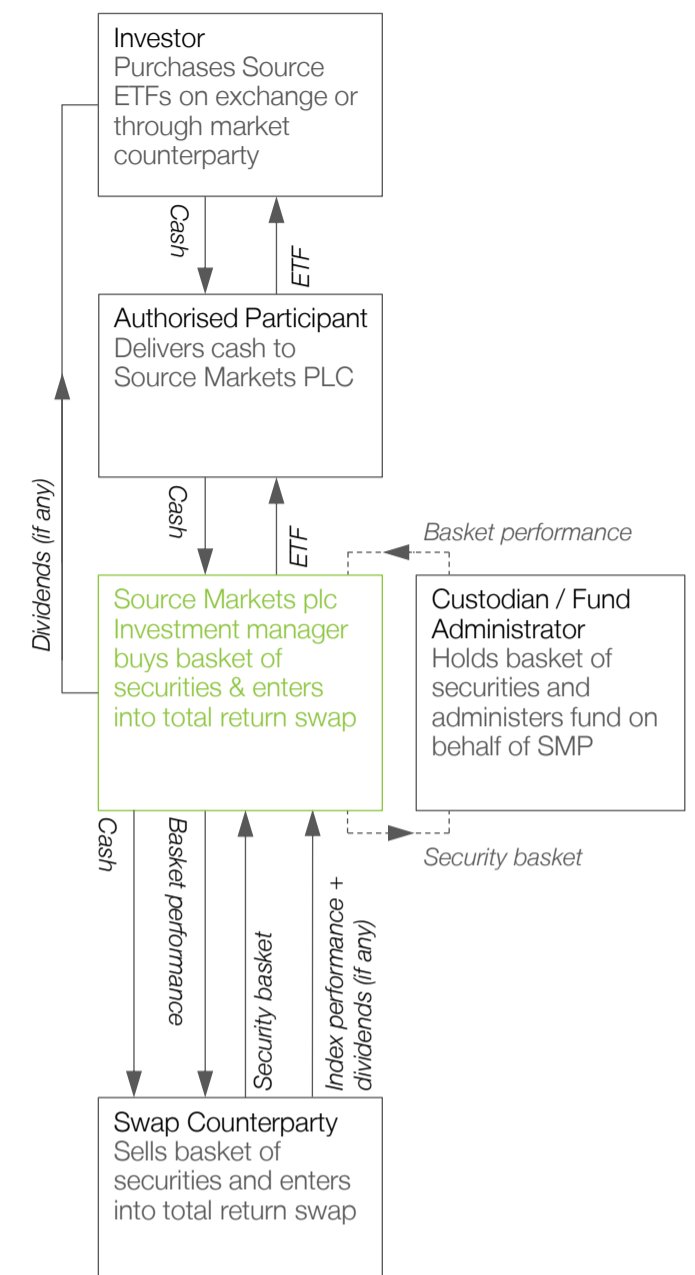 Investor
Purchases Source
ETFs on exchange or
through market
counterparty
Cash
ETF
Authorised Participant
Delivers cash to
Source Markets PLC
Dividends (if any)
Cash
ETF
Basket performance
Source Markets plc
Investment manager
buys basket of
securities & enters
into total return swap
Custodian / Fund
Administrator
Holds basket of
securities and
administers fund on
behalf of SMP
Security basket
Cash
Basket performance
Security basket
Index performance +
dividends (if any)
Swap Counterparty
Sells basket of
securities and enters
into total return swap